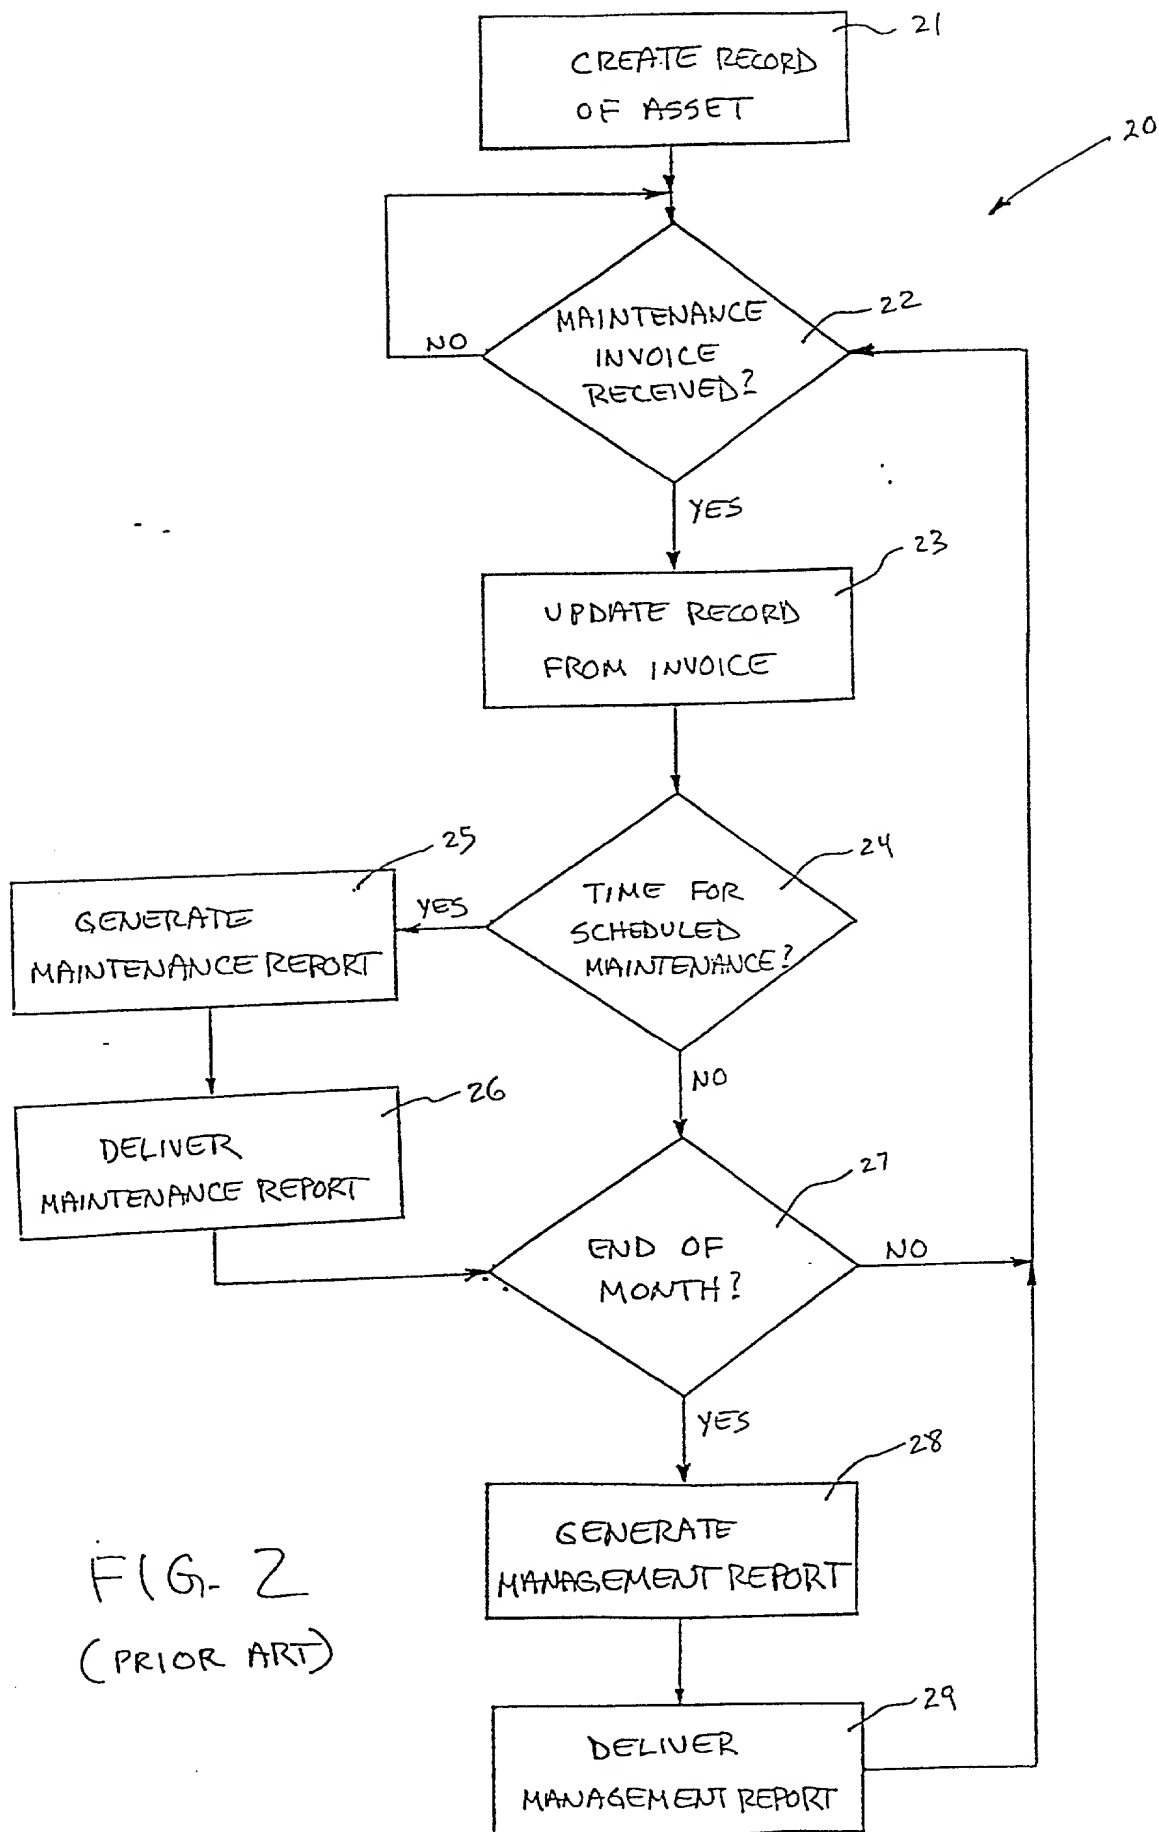 21
CREATE RECORD
OF ASSET
20
22
MAINTENANCE
INVOICE
RECEIVED?
NO
YES
23
UPDATE RECORD
FROM INVOICE
24
TIME FOR
SCHEDULED
MAINTENANCE?
YES
25
GENERATE
MAINTENANCE REPORT
26
DELIVER
MAINTENANCE REPORT
NO
27
END OF
MONTH?
NO
YES
28
GENERATE
MANAGEMENT REPORT
29
DELIVER
MANAGEMENT REPORT
FIG. 2
(PRIOR ART)